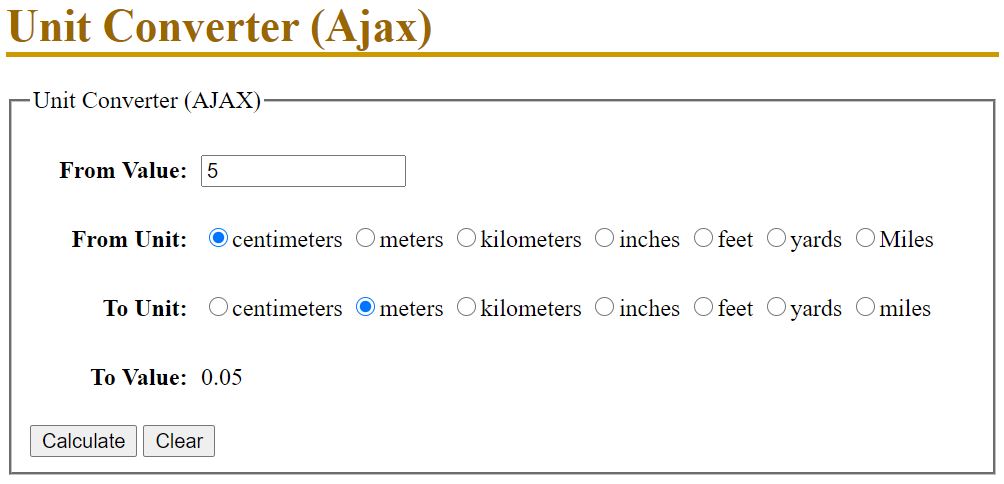 Unit Converter (Ajax)
Unit Converter (AJAX)
From Value: 5
From Unit: centimeters meters kilometers inches feet yards Miles
To Unit: centimeters meters kilometers inches feet yards miles
To Value: 0.05
Calculate Clear